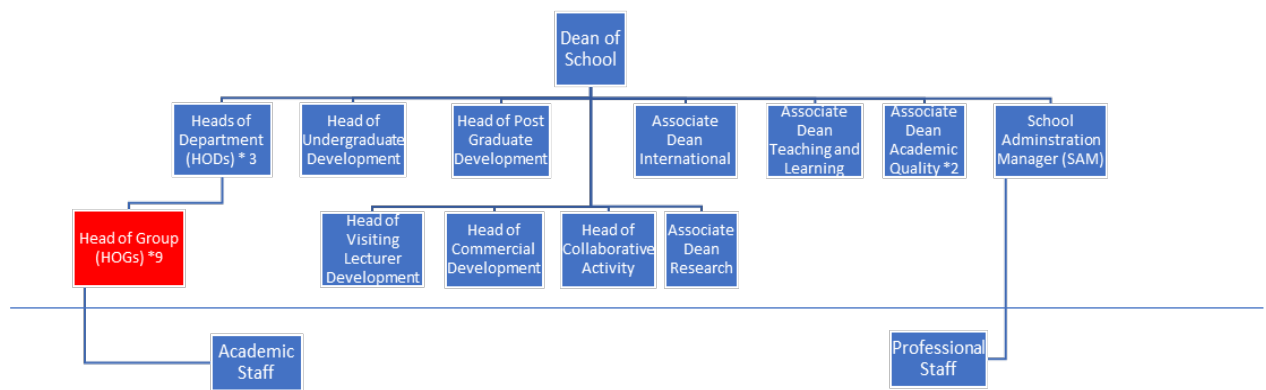 Dean of
School
Heads of
Department
(HODs) * 3
Head of
Undergraduate
Development
Head of Post
Graduate
Development
Associate
Dean
International
Associate
Dean
Teaching and
Learning
Associate
Dean
Academic
Quality *2
School
Adminstration
Manager (SAM)
Head of Group
(HOGs) *9
Head of
Visiting
Lecturer
Development
Head of
Commercial
Development
Head of
Collaborative
Activity
Associate
Dean
Research
Academic
Staff
Professional
Staff